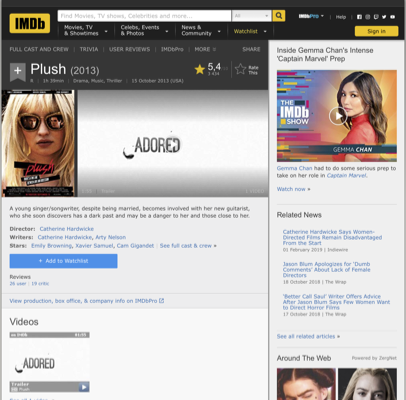 IMDb
Find Movies, TV shows, Celebrities and more...
All
IMDbPro
Help
Movies, TV
& Showtimes
Celebs, Events
& Photos
News &
Community
Watchlist
Sign in
FULL CAST AND CREW | TRIVIA | USER REVIEWS | IMDbPro | MORE
SHARE
Plush (2013)
5,4
Rate
This
R | 1h 39min | Drama, Music, Thriller | 15 October 2013 (USA)
plush
ADORED
A young singer/songwriter, despite being married, becomes involved with her new guitarist,
who she soon discovers has a dark past and may be a danger to her and those close to her.
Director: Catherine Hardwicke
Writers: Catherine Hardwicke, Arty Nelson
Stars: Emily Browning, Xavier Samuel, Cam Gigandet | See full cast & crew »
+ Add to Watchlist
Reviews
26 user | 19 critic
View production, box office, & company info on IMDbPro
Videos
ADORED
Trailer
Inside Gemma Chan's Intense
'Captain Marvel' Prep
THE
IMDb
SHOW
GEMMA CHAN
Gemma Chan had to do some serious prep to
take on her role in Captain Marvel.
Watch now »
Related News
Catherine Hardwicke Says Women-
Directed Films Remain Disadvantaged
From the Start
01 February 2019 | Indiewire
Jason Blum Apologizes for 'Dumb
Comments' About Lack of Female
Directors
18 October 2018 | The Wrap
'Better Call Saul' Writer Offers Advice
After Jason Blum Says Few Women
Want to Direct Horror Films
17 October 2018 | The Wrap
See all related articles »
Around The Web
Powered by ZergNet